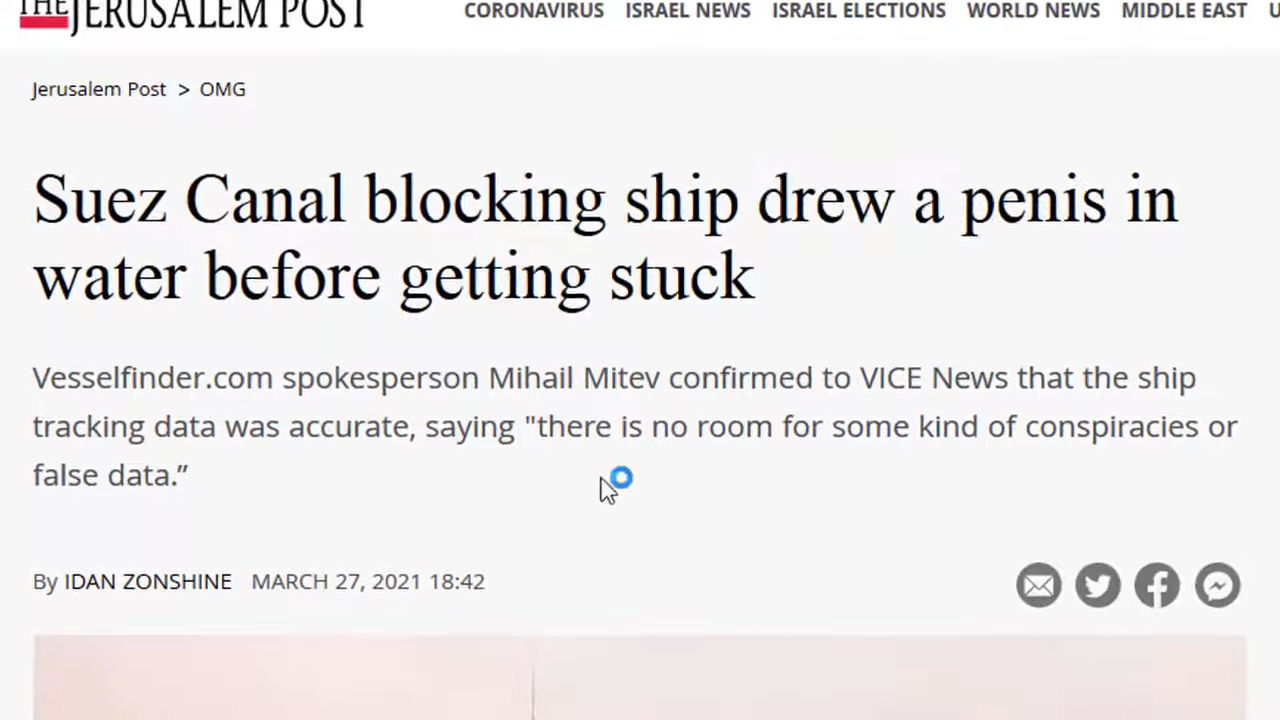 THE JERUSALEM POST CORONAVIRUS ISRAEL NEWS ISRAEL ELECTIONS WORLD NEWS MIDDLE EAST
Jerusalem Post > OMG
Suez Canal blocking ship drew a penis in
water before getting stuck
Vesselfinder.com spokesperson Mihail Mitev confirmed to VICE News that the ship
tracking data was accurate, saying "there is no room for some kind of conspiracies or
false data.”
By IDAN ZONSHINE MARCH 27, 2021 18:42